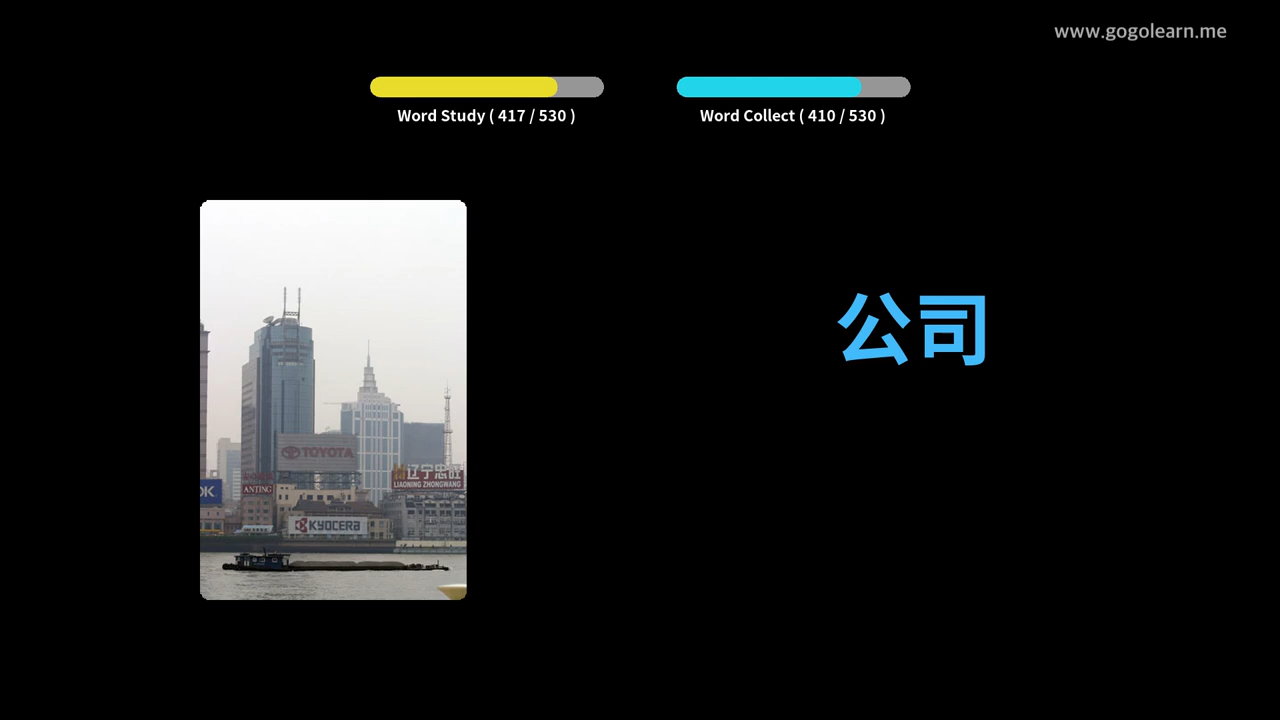 www.gogolearn.me
Word Study ( 417 / 530 )
Word Collect ( 410 / 530 )
公司
TOYOTA
辽宁忠旺
LIAONING ZHONGWANG
ANTING
OK
KYOCERA